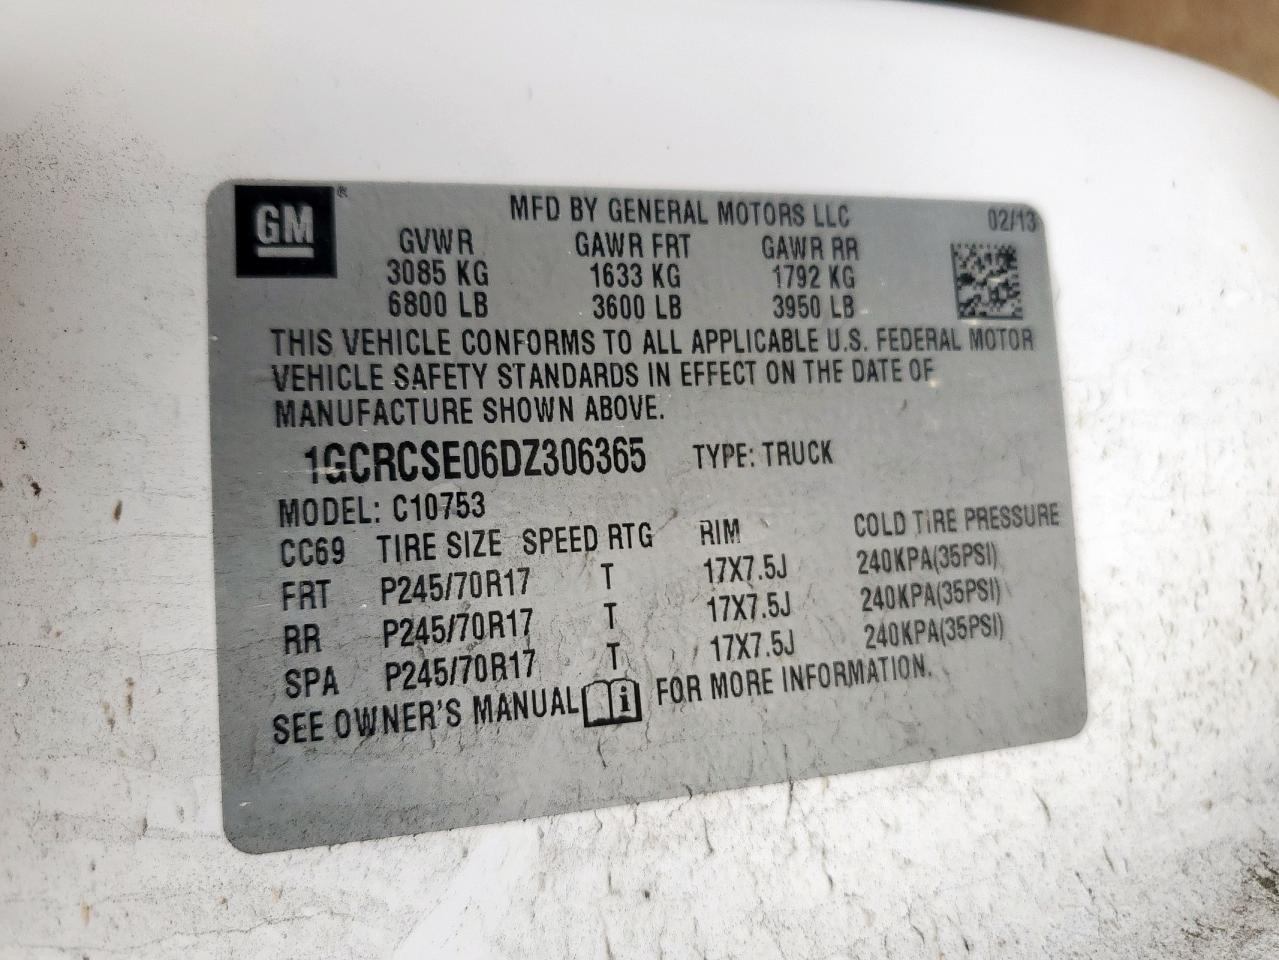 GM®
MFD BY GENERAL MOTORS LLC 02/13
GVWR GAWR FRT GAWR RR
3085 KG 1633 KG 1792 KG
6800 LB 3600 LB 3950 LB
THIS VEHICLE CONFORMS TO ALL APPLICABLE U.S. FEDERAL MOTOR
VEHICLE SAFETY STANDARDS IN EFFECT ON THE DATE OF
MANUFACTURE SHOWN ABOVE.
1GCRCSE06DZ306365 TYPE: TRUCK
MODEL: C10753
CC69 TIRE SIZE SPEED RTG RIM COLD TIRE PRESSURE
FRT P245/70R17 T 17X7.5J 240KPA(35PSI)
RR P245/70R17 T 17X7.5J 240KPA(35PSI)
SPA P245/70R17 T 17X7.5J 240KPA(35PSI)
SEE OWNER'S MANUAL i FOR MORE INFORMATION.